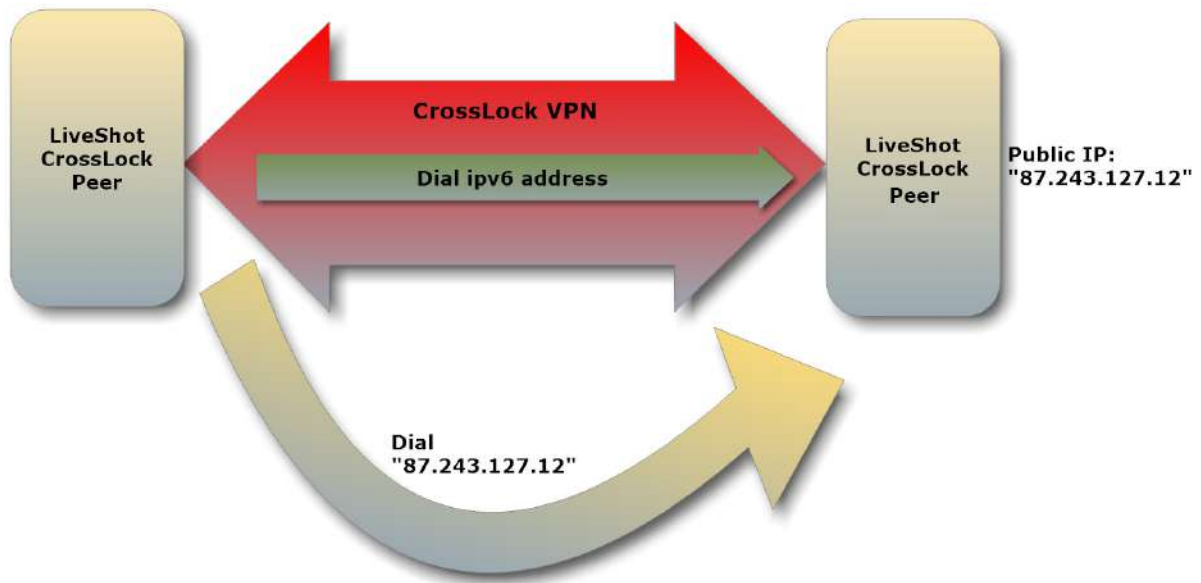 LiveShot
CrossLock
Peer
CrossLock VPN
Dial ipv6 address
LiveShot
CrossLock
Peer
Public IP:
"87.243.127.12"
Dial
"87.243.127.12"